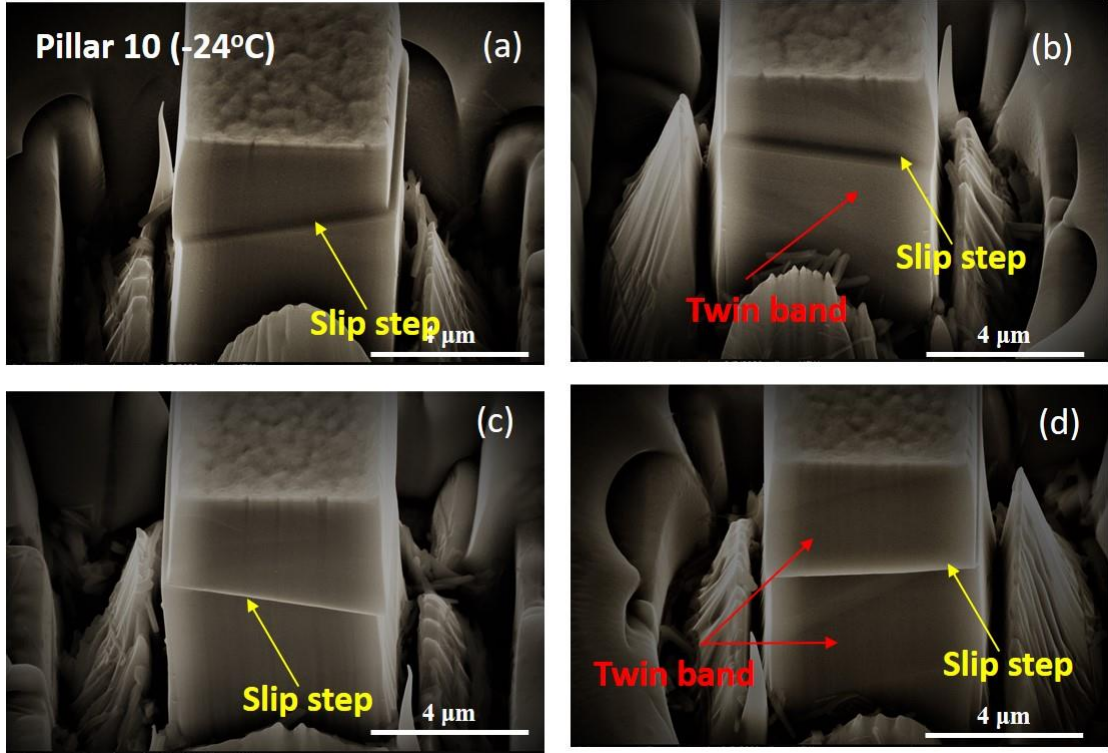 Pillar 10 (-24°C)
(a)
Slip step
4 µm
(b)
Slip step
Twin band
4 µm
(c)
Slip step
4 µm
(d)
Twin band
Slip step
4 µm